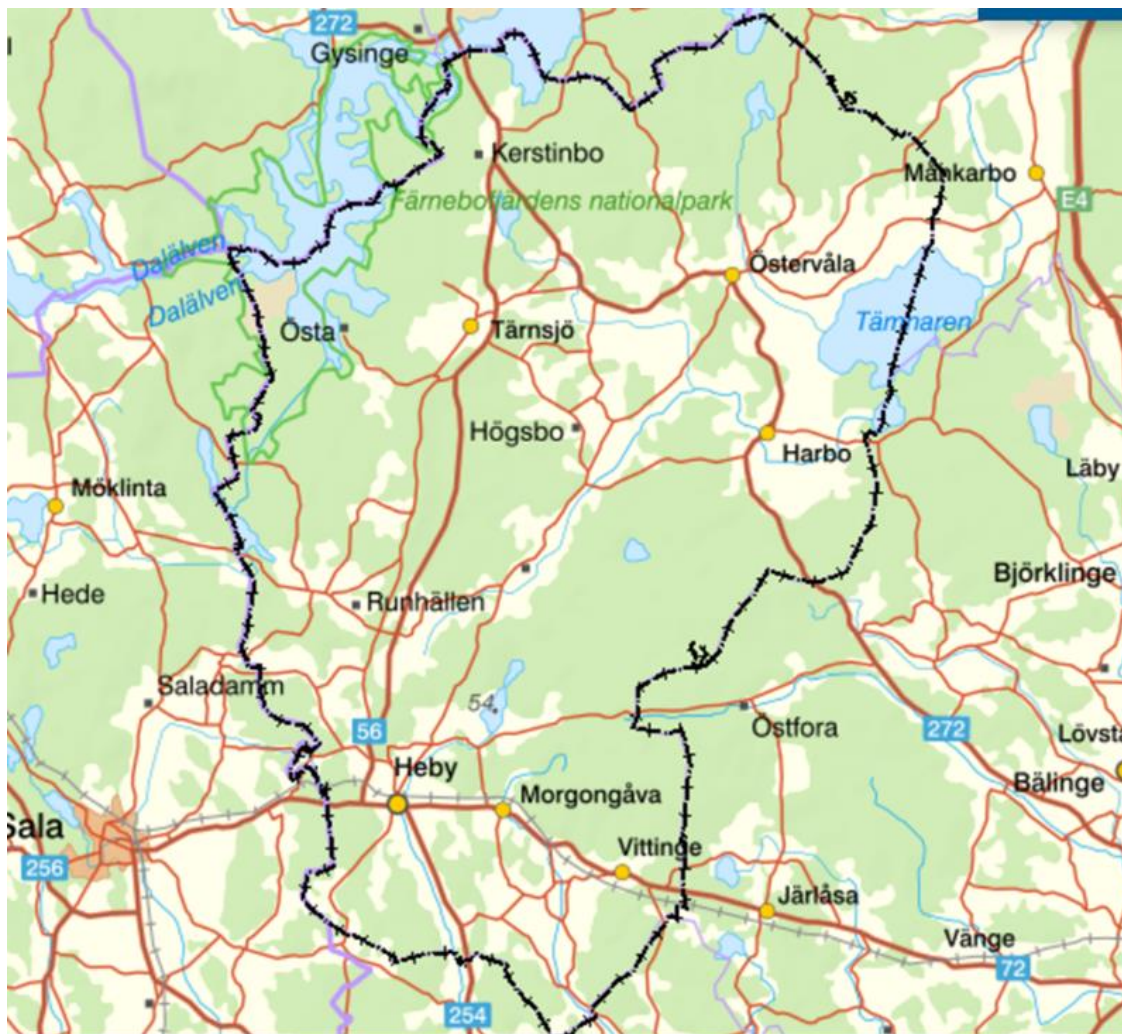 272
Gysinge
Kerstinbo
Månkarbo
Färnebofjärdens nationalpark
E4
Dalälven
Dalälven
Östervåla
Östa
Tärnsjö
Tämnaren
Högsbo
Harbo
Läby
Möklinta
Björklinge
Hede
Runhällen
Saladamm
54.
Östfora
56
272
Lövsta
Heby
Bälinge
Morgongåva
Sala
Vittinge
256
Järlåsa
Vänge
72
254